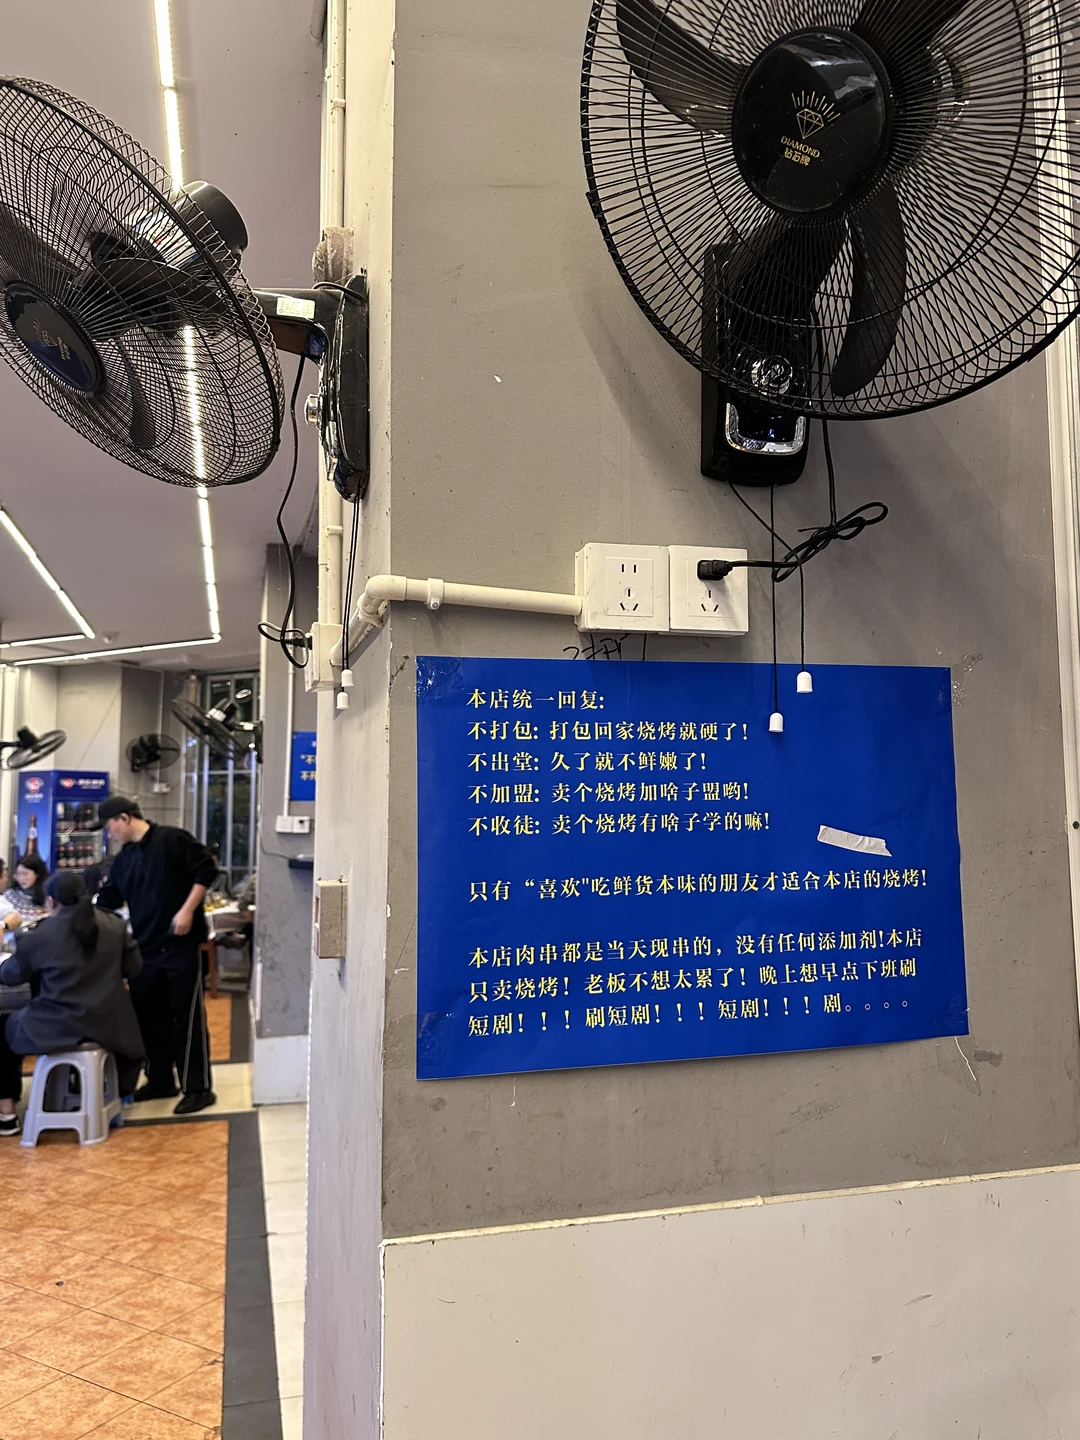 DIAMOND
钻石牌
本店统一回复:
不打包: 打包回家烧烤就硬了!
不出堂: 久了就不鲜嫩了!
不加盟: 卖个烧烤加啥子盟哟!
不收徒: 卖个烧烤有啥子学的嘛!
只有“喜欢"吃鲜货本味的朋友才适合本店的烧烤!
本店肉串都是当天现串的，没有任何添加剂!本店
只卖烧烤！老板不想太累了！晚上想早点下班刷
短剧！！！刷短剧！！！短剧！！！剧。。。。